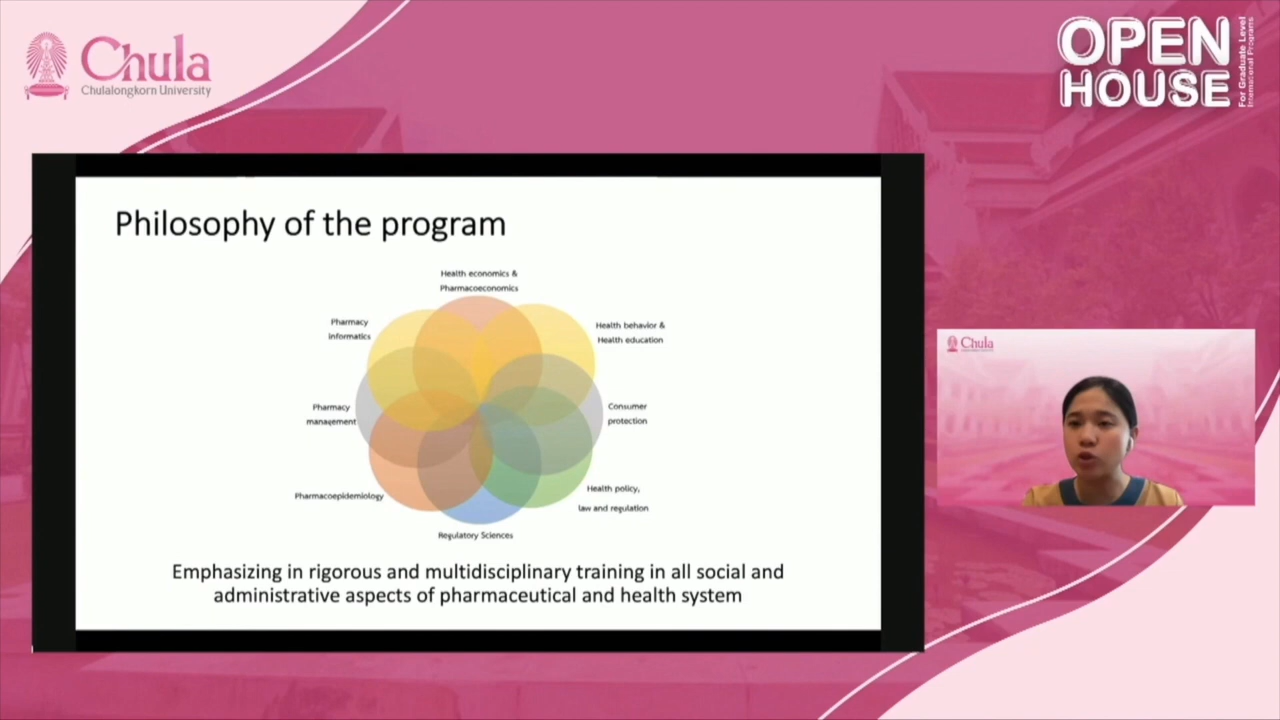 Chula
Chulalongkorn University
OPEN
HOUSE
For Graduate Level
International Programs
Philosophy of the program
Health economics &
Pharmacoeconomics
Pharmacy
informatics
Health behavior &
Health education
Pharmacy
management
Consumer
protection
Pharmacoepidemiology
Health policy,
law and regulation
Regulatory Sciences
Emphasizing in rigorous and multidisciplinary training in all social and
administrative aspects of pharmaceutical and health system
Chula